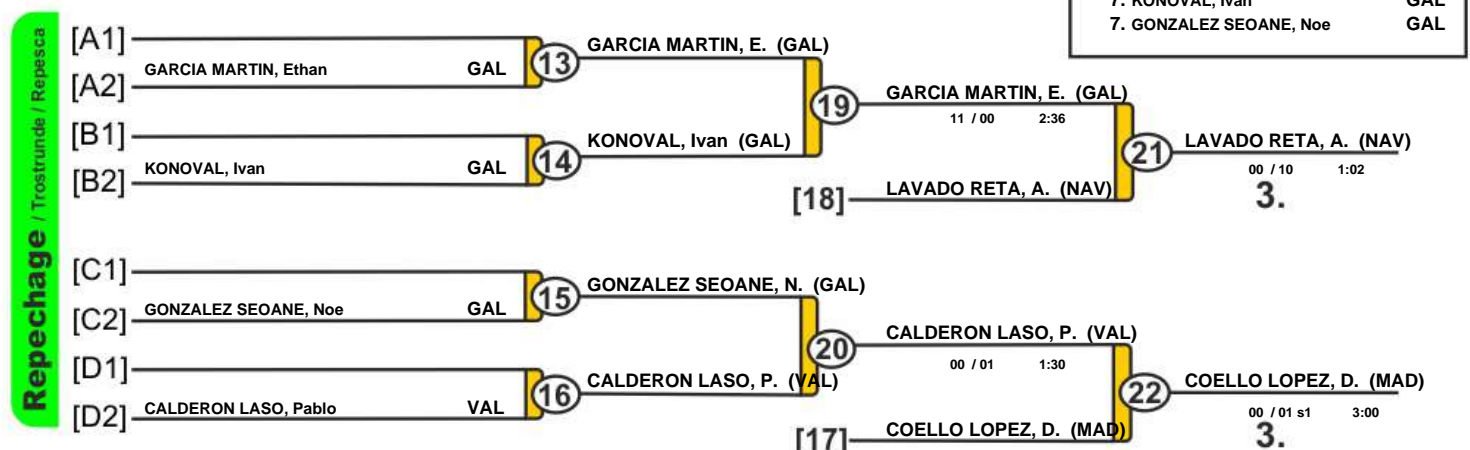 7. KONOVAL, Ivan GAL
7. GONZALEZ SEOANE, Noe GAL
Repechage / Trostrunde / Repesca
[A1]
GARCIA MARTIN, Ethan GAL
[A2]
13
GARCIA MARTIN, E. (GAL)
[B1]
KONOVAL, Ivan GAL
[B2]
14
KONOVAL, Ivan (GAL)
19
GARCIA MARTIN, E. (GAL)
11 / 00 2:36
[18]
LAVADO RETA, A. (NAV)
21
LAVADO RETA, A. (NAV)
00 / 10 1:02
3.
[C1]
GONZALEZ SEOANE, Noe GAL
[C2]
15
GONZALEZ SEOANE, N. (GAL)
[D1]
CALDERON LASO, Pablo VAL
[D2]
16
CALDERON LASO, P. (VAL)
20
CALDERON LASO, P. (VAL)
00 / 01 1:30
[17]
COELLO LOPEZ, D. (MAD)
22
COELLO LOPEZ, D. (MAD)
00 / 01 s1 3:00
3.